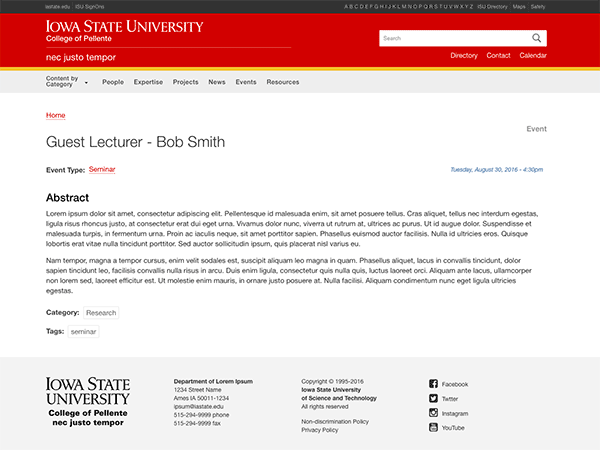 iastate.edu ISU SignOns A B C D E F G H I J K L M N O P Q R S T U V W X Y Z ISU Directory Maps Safety
IOWA STATE UNIVERSITY
College of Pellente
Search
nec justo tempor
Directory Contact Calendar
Content by
Category
People Expertise Projects News Events Resources
Home
Event
Guest Lecturer - Bob Smith
Event Type: Seminar
Tuesday, August 30, 2016 - 4:30pm
Abstract
Lorem ipsum dolor sit amet, consectetur adipiscing elit. Pellentesque id malesuada enim, sit amet posuere tellus. Cras aliquet, tellus nec interdum egestas,
ligula risus rhoncus justo, at consectetur erat dui eget urna. Vivamus dolor nunc, viverra ut rutrum at, ultrices ac purus. Ut id augue dolor. Suspendisse et
malesuada turpis, in fermentum urna. Proin ac iaculis neque, sit amet porttitor sapien. Phasellus euismod auctor facilisis. Nulla id ultricies eros. Quisque
lobortis erat vitae nulla tincidunt porttitor. Sed auctor sollicitudin ipsum, quis placerat nisl varius eu.
Nam tempor, magna a tempor cursus, enim velit sodales est, suscipit aliquam leo magna in quam. Phasellus aliquet, lacus in convallis tincidunt, dolor
sapien tincidunt leo, facilisis convallis nulla risus in arcu. Duis enim ligula, consectetur quis nulla quis, luctus laoreet orci. Aliquam ante lacus, ullamcorper
non lorem sed, laoreet efficitur est. Ut molestie enim mauris, in ornare justo posuere at. Nulla facilisi. Aliquam condimentum nunc eget ligula ultricies
egestas.
Category: Research
Tags: seminar
IOWA STATE
UNIVERSITY
College of Pellente
nec justo tempor
Department of Lorem Ipsum
1234 Street Name
Ames IA 50011-1234
ipsum@iastate.edu
515-294-9999 phone
515-294-9999 fax
Copyright © 1995-2016
Iowa State University
of Science and Technology
All rights reserved
Non-discrimination Policy
Privacy Policy
Facebook
Twitter
Instagram
YouTube